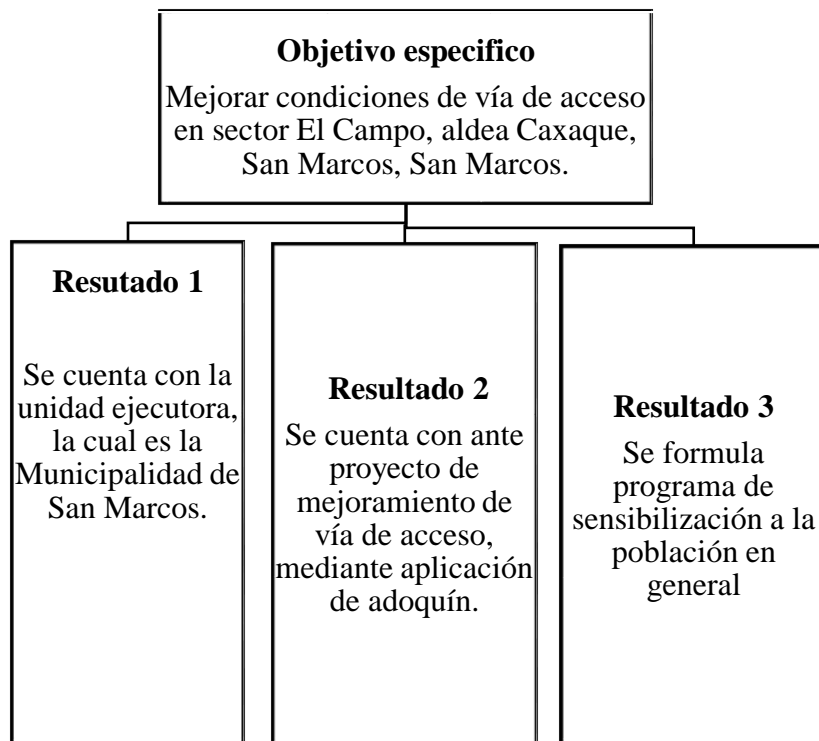 Objetivo especifico
Mejorar condiciones de vía de acceso
en sector El Campo, aldea Caxaque,
San Marcos, San Marcos.
Resutado 1
Se cuenta con la
unidad ejecutora,
la cual es la
Municipalidad de
San Marcos.
Resultado 2
Se cuenta con ante
proyecto de
mejoramiento de
vía de acceso,
mediante aplicación
de adoquín.
Resultado 3
Se formula
programa de
sensibilización a la
población en
general